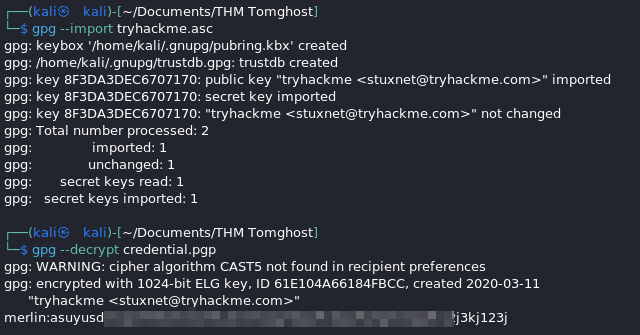 ┌──(kali㉿ kali)-[~/Documents/THM Tomghost]
└─$ gpg --import tryhackme.asc
gpg: keybox '/home/kali/.gnupg/pubring.kbx' created
gpg: /home/kali/.gnupg/trustdb.gpg: trustdb created
gpg: key 8F3DA3DEC6707170: public key "tryhackme <stuxnet@tryhackme.com>" imported
gpg: key 8F3DA3DEC6707170: secret key imported
gpg: key 8F3DA3DEC6707170: "tryhackme <stuxnet@tryhackme.com>" not changed
gpg: Total number processed: 2
gpg: imported: 1
gpg: unchanged: 1
gpg: secret keys read: 1
gpg: secret keys imported: 1
┌──(kali㉿ kali)-[~/Documents/THM Tomghost]
└─$ gpg --decrypt credential.pgp
gpg: WARNING: cipher algorithm CAST5 not found in recipient preferences
gpg: encrypted with 1024-bit ELG key, ID 61E104A66184FBCC, created 2020-03-11
"tryhackme <stuxnet@tryhackme.com>"
merlin:asuyusd j3kj123j